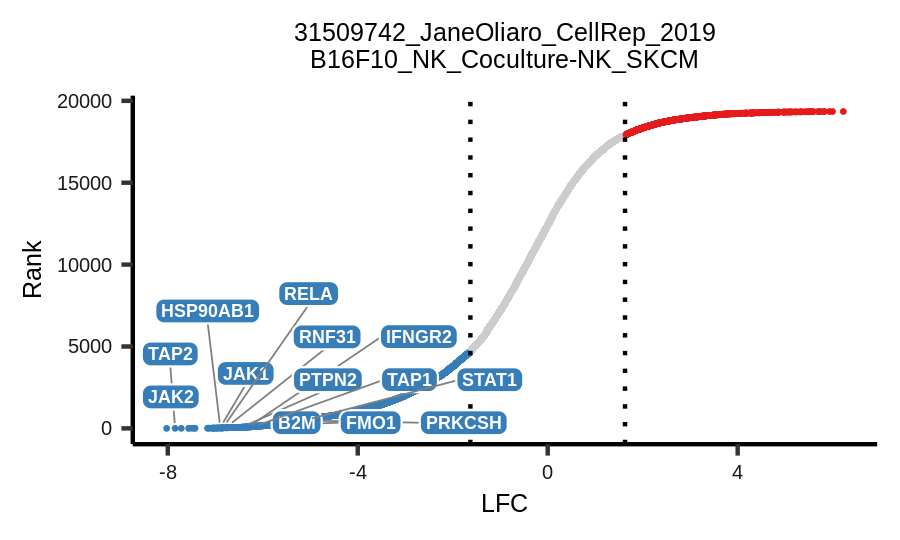 31509742_JaneOliaro_CellRep_2019
B16F10_NK_Coculture-NK_SKCM
20000
15000
10000
5000
0
Rank
RELA
HSP90AB1
RNF31
IFNGR2
TAP2
JAK1
PTPN2
TAP1
STAT1
JAK2
B2M
FMO1
PRKCSH
-8
-4
0
4
LFC